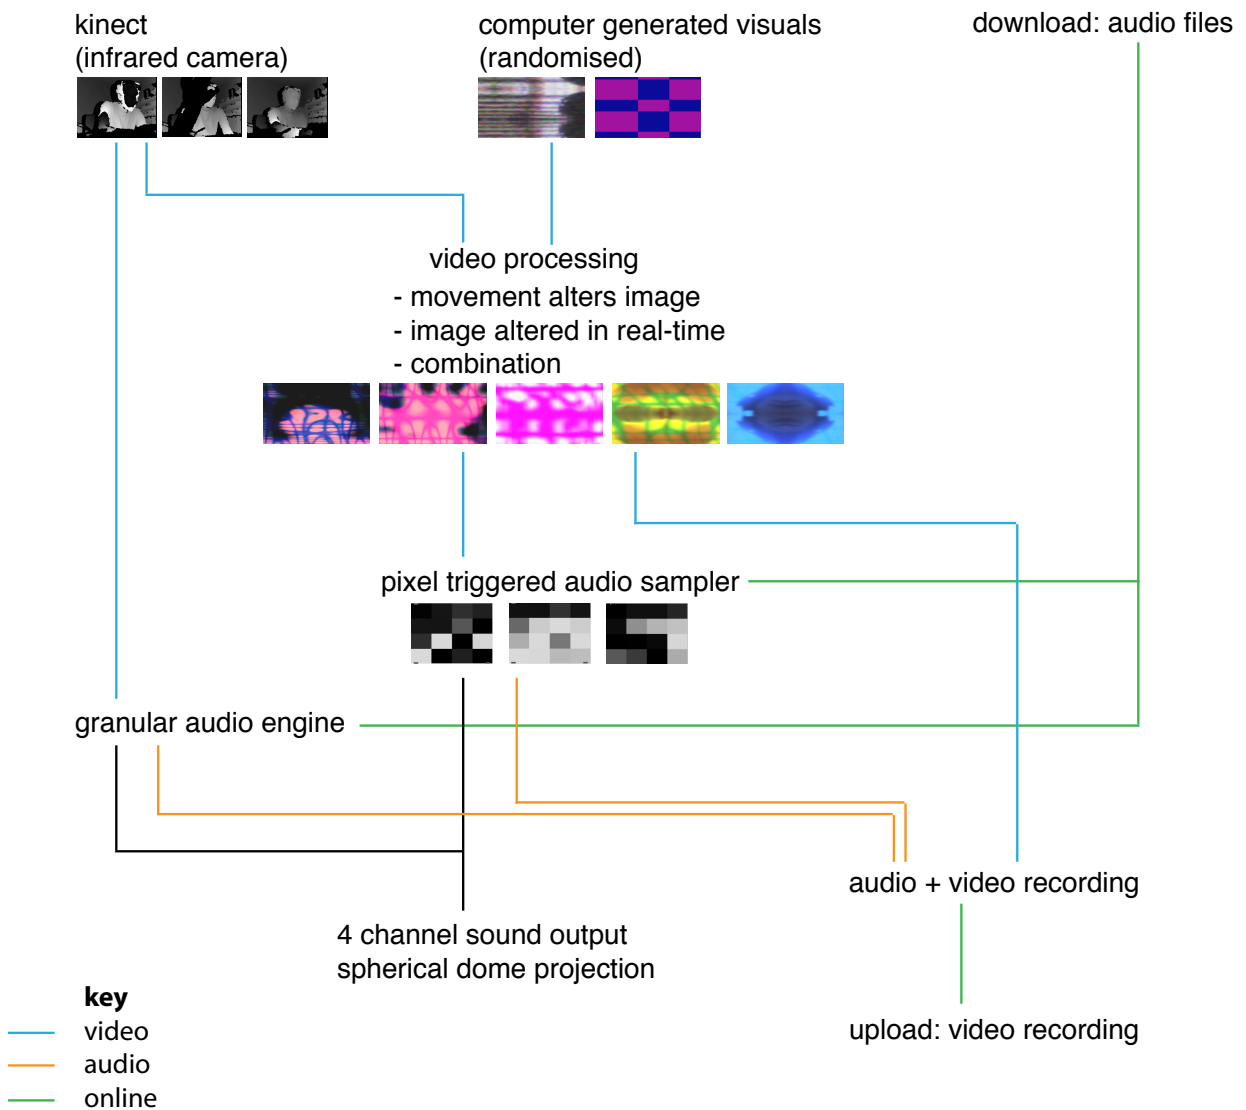 kinect
(infrared camera)
computer generated visuals
(randomised)
download: audio files
video processing
- movement alters image
- image altered in real-time
- combination
pixel triggered audio sampler
granular audio engine
audio + video recording
4 channel sound output
spherical dome projection
upload: video recording
key
video
audio
online